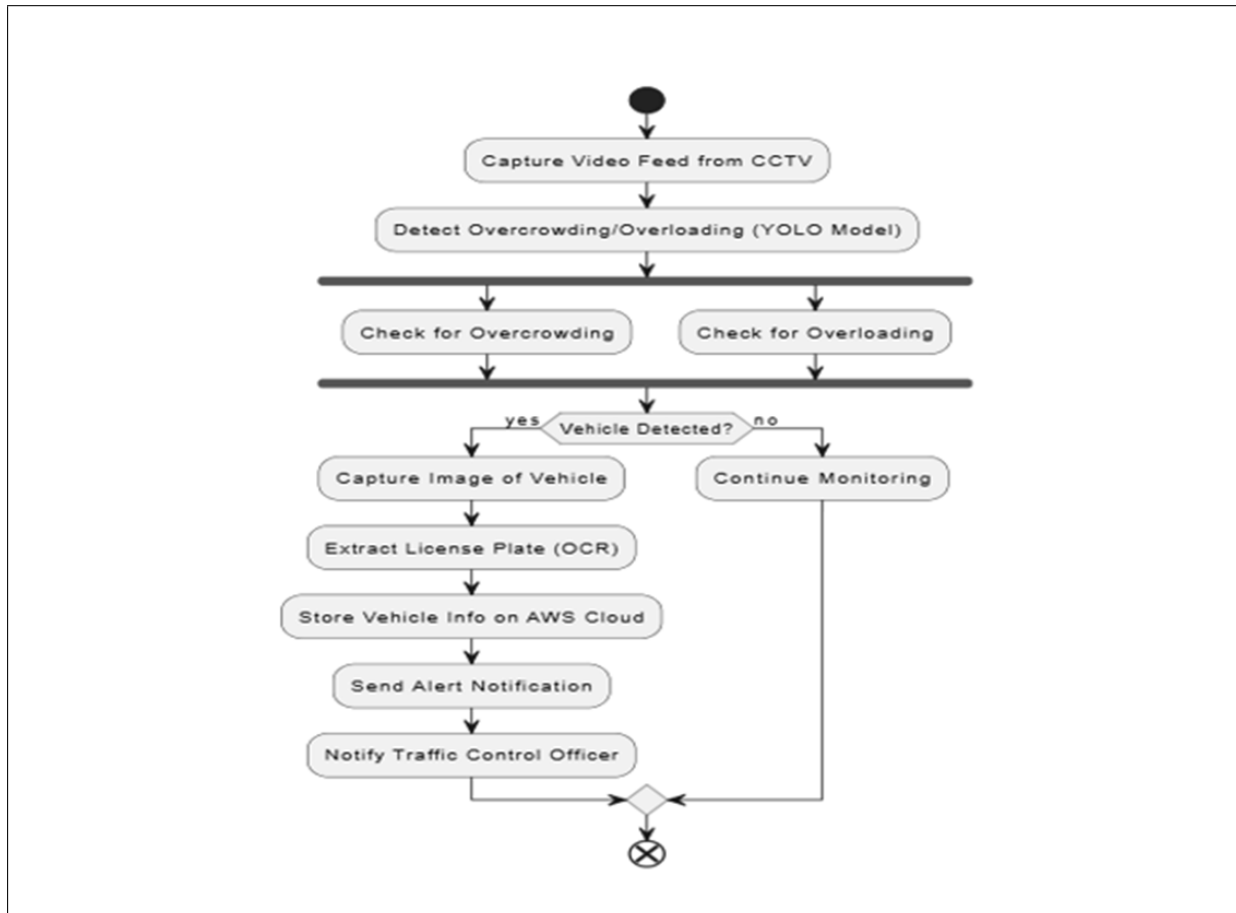 Capture Video Feed from CCTV
Detect Overcrowding/Overloading (YOLO Model)
Check for Overcrowding
Check for Overloading
yes
Vehicle Detected?
no
Capture Image of Vehicle
Continue Monitoring
Extract License Plate (OCR)
Store Vehicle Info on AWS Cloud
Send Alert Notification
Notify Traffic Control Officer